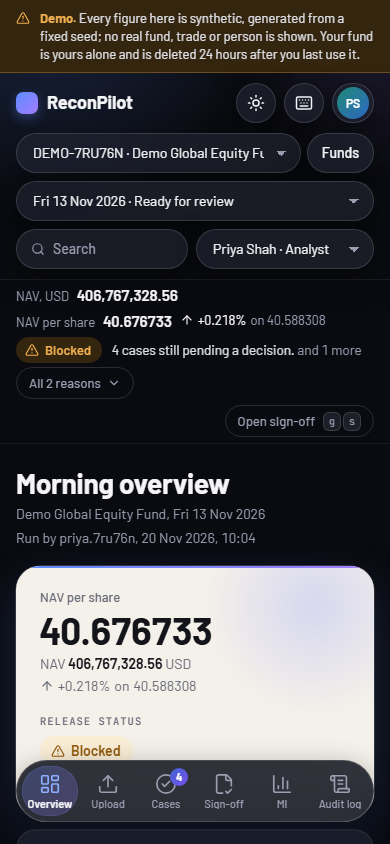 Demo. Every figure here is synthetic, generated from a
fixed seed; no real fund, trade or person is shown. Your fund
is yours alone and is deleted 24 hours after you last use it.
ReconPilot
PS
DEMO-7RU76N · Demo Global Equity Fu
Funds
Fri 13 Nov 2026 · Ready for review
Search
Priya Shah · Analyst
NAV, USD 406,767,328.56
NAV per share 40.676733 ↑ +0.218% on 40.588308
Blocked 4 cases still pending a decision. and 1 more
All 2 reasons
Open sign-off g s
Morning overview
Demo Global Equity Fund, Fri 13 Nov 2026
Run by priya.7ru76n, 20 Nov 2026, 10:04
NAV per share
40.676733
NAV 406,767,328.56 USD
↑ +0.218% on 40.588308
RELEASE STATUS
Blocked
4
Overview Upload Cases Sign-off MI Audit log